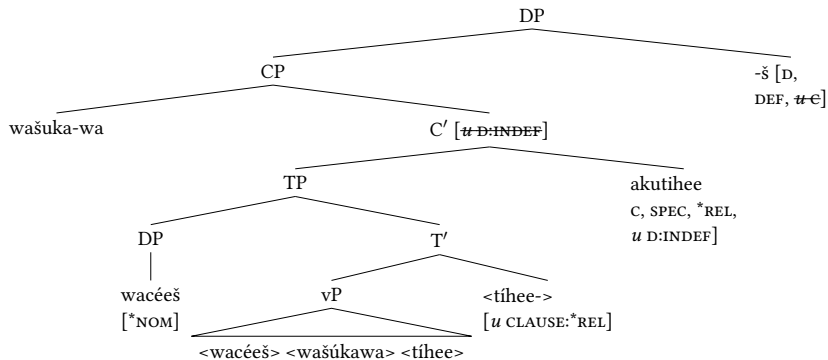 DP
CP
-š [D,
DEF, u C]
wašuka-wa
C′ [u D:INDEF]
TP
akutihee
C, SPEC, *REL,
u D:INDEF]
DP
T′
wacéeš
[*NOM]
vP
<tíhee->
[u CLAUSE:*REL]
<wacéeš> <wašúkawa> <tíhee>